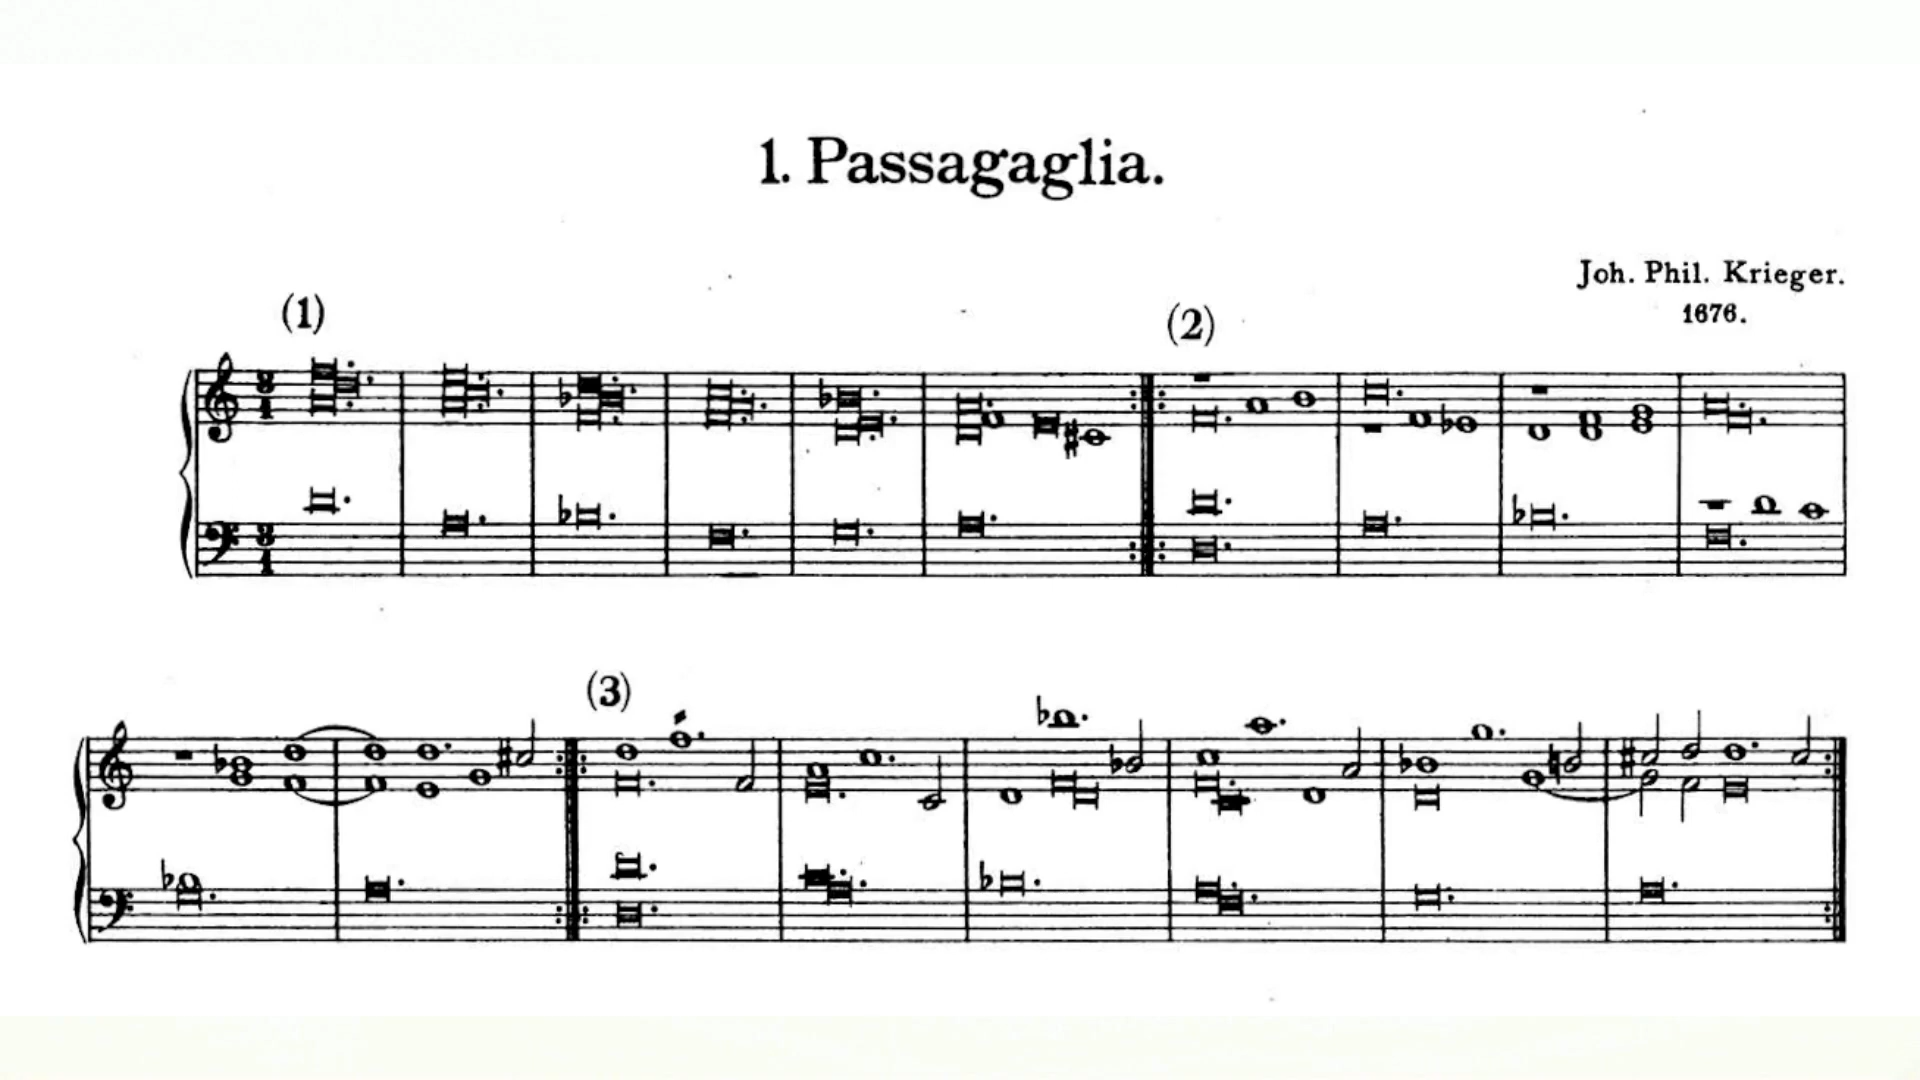 1. Passagaglia.
Joh. Phil. Krieger.
1676.
(1)
(2)
(3)